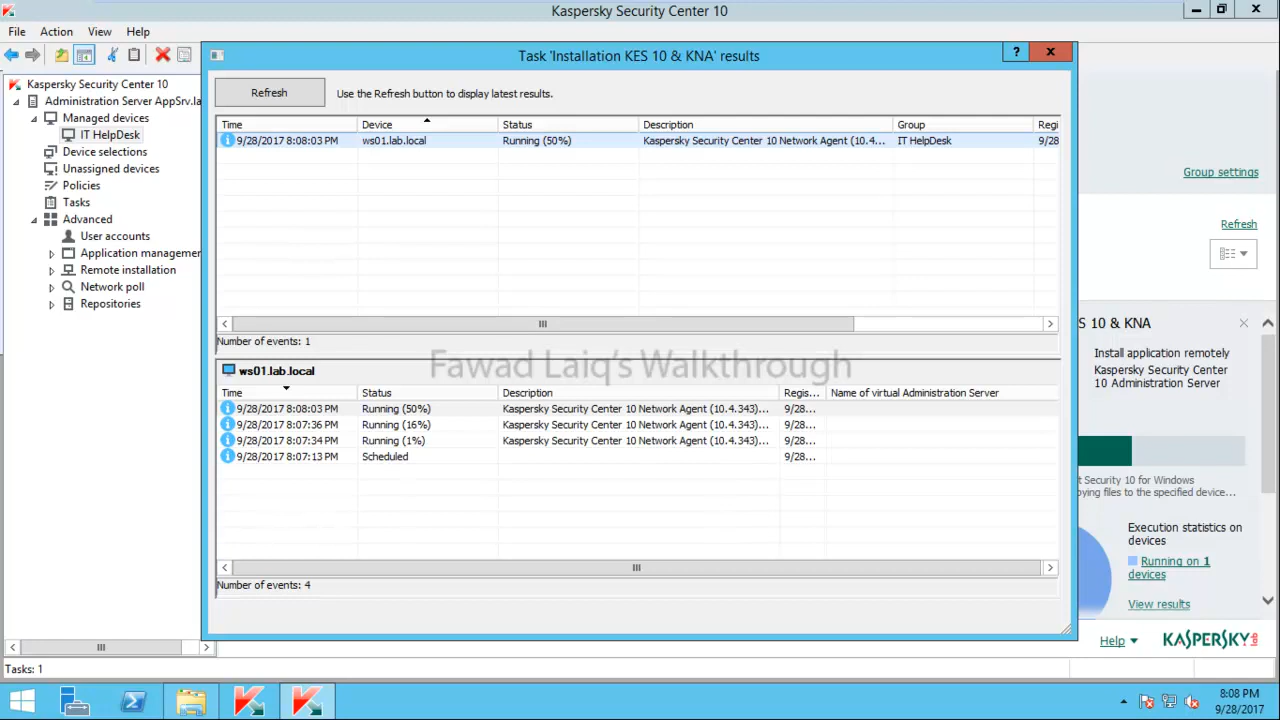 Kaspersky Security Center 10
File Action View Help
Kaspersky Security Center 10
Administration Server AppSrv.la
Managed devices
IT HelpDesk
Device selections
Unassigned devices
Policies
Tasks
Advanced
User accounts
Application managemen
Remote installation
Network poll
Repositories
Tasks: 1
Task 'Installation KES 10 & KNA' results
?
Refresh Use the Refresh button to display latest results.
Time Device Status Description Group Regi
9/28/2017 8:08:03 PM ws01.lab.local Running (50%) Kaspersky Security Center 10 Network Agent (10.4... IT HelpDesk 9/28
Number of events: 1
Fawad Laiq's Walkthrough
ws01.lab.local
Time Status Description Regis... Name of virtual Administration Server
9/28/2017 8:08:03 PM Running (50%) Kaspersky Security Center 10 Network Agent (10.4.343)... 9/28...
9/28/2017 8:07:36 PM Running (16%) Kaspersky Security Center 10 Network Agent (10.4.343)... 9/28...
9/28/2017 8:07:34 PM Running (1%) Kaspersky Security Center 10 Network Agent (10.4.343)... 9/28...
9/28/2017 8:07:13 PM Scheduled 9/28...
Number of events: 4
Group settings
Refresh
S 10 & KNA
Install application remotely
Kaspersky Security Center
10 Administration Server
t Security 10 for Windows
pying files to the specified device...
Execution statistics on
devices
Running on 1
devices
View results
Help
KASPERSKY lab
8:08 PM
9/28/2017